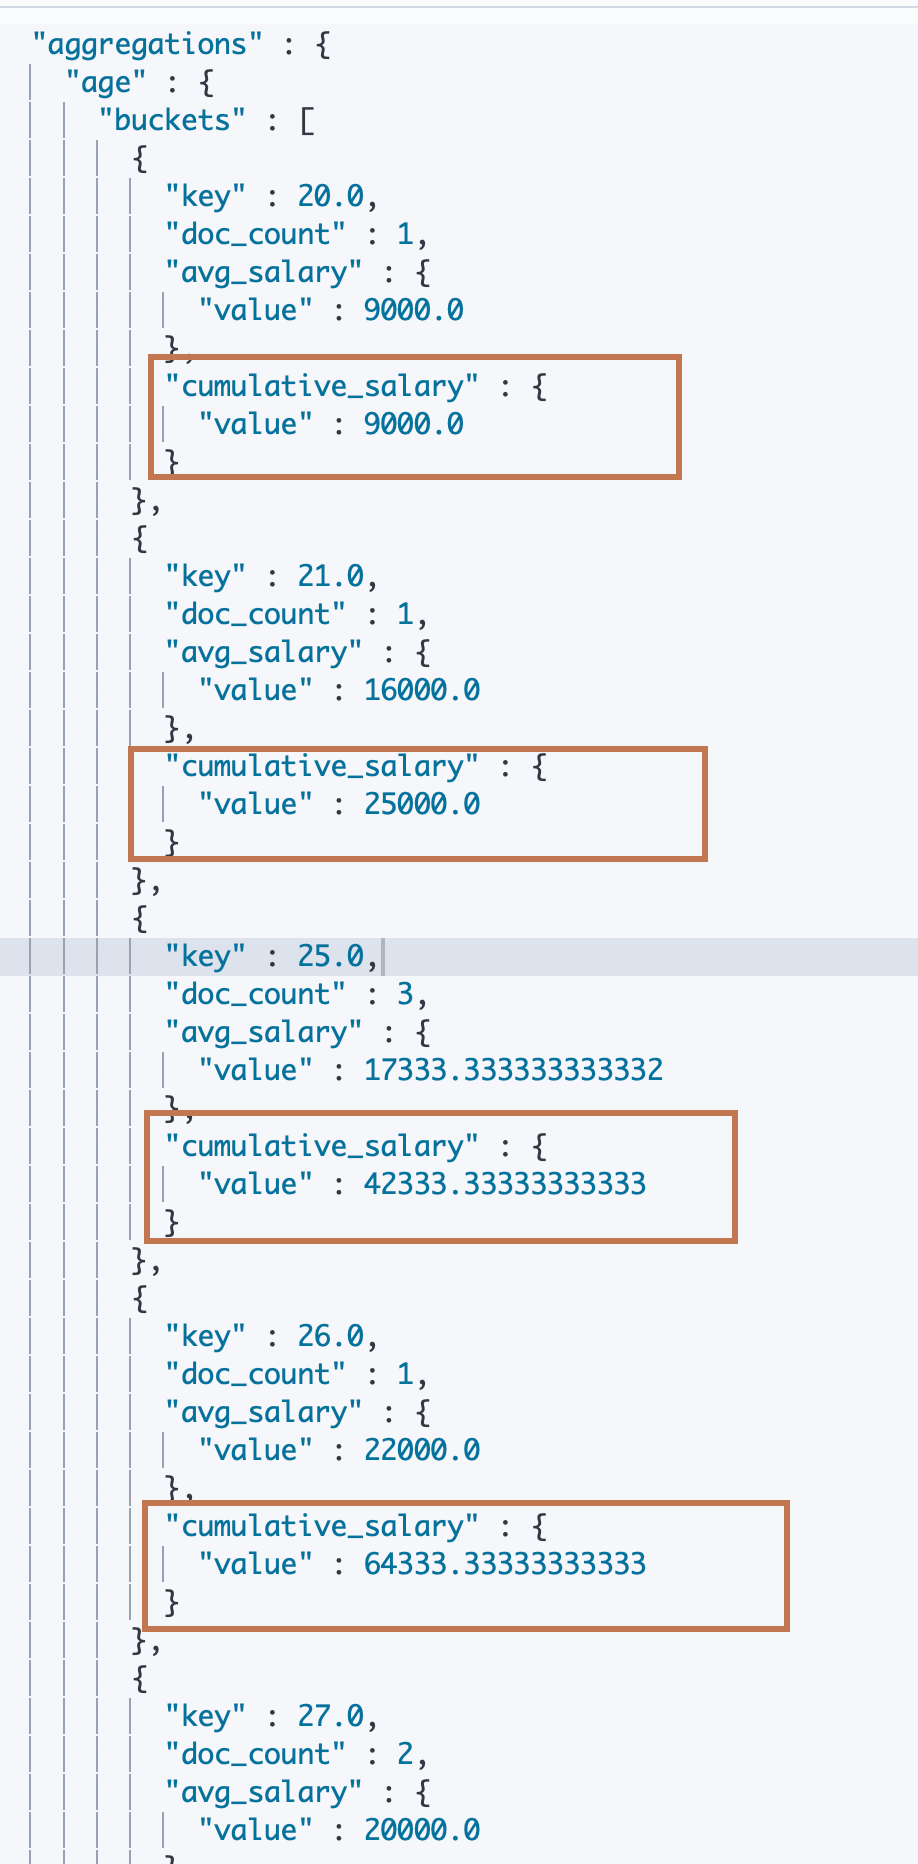 "aggregations" : {
"age" : {
"buckets" : [
{
"key" : 20.0,
"doc_count" : 1,
"avg_salary" : {
"value" : 9000.0
},
"cumulative_salary" : {
"value" : 9000.0
}
},
{
"key" : 21.0,
"doc_count" : 1,
"avg_salary" : {
"value" : 16000.0
},
"cumulative_salary" : {
"value" : 25000.0
}
},
{
"key" : 25.0,
"doc_count" : 3,
"avg_salary" : {
"value" : 17333.333333333332
},
"cumulative_salary" : {
"value" : 42333.33333333333
}
},
{
"key" : 26.0,
"doc_count" : 1,
"avg_salary" : {
"value" : 22000.0
},
"cumulative_salary" : {
"value" : 64333.33333333333
}
},
{
"key" : 27.0,
"doc_count" : 2,
"avg_salary" : {
"value" : 20000.0
}